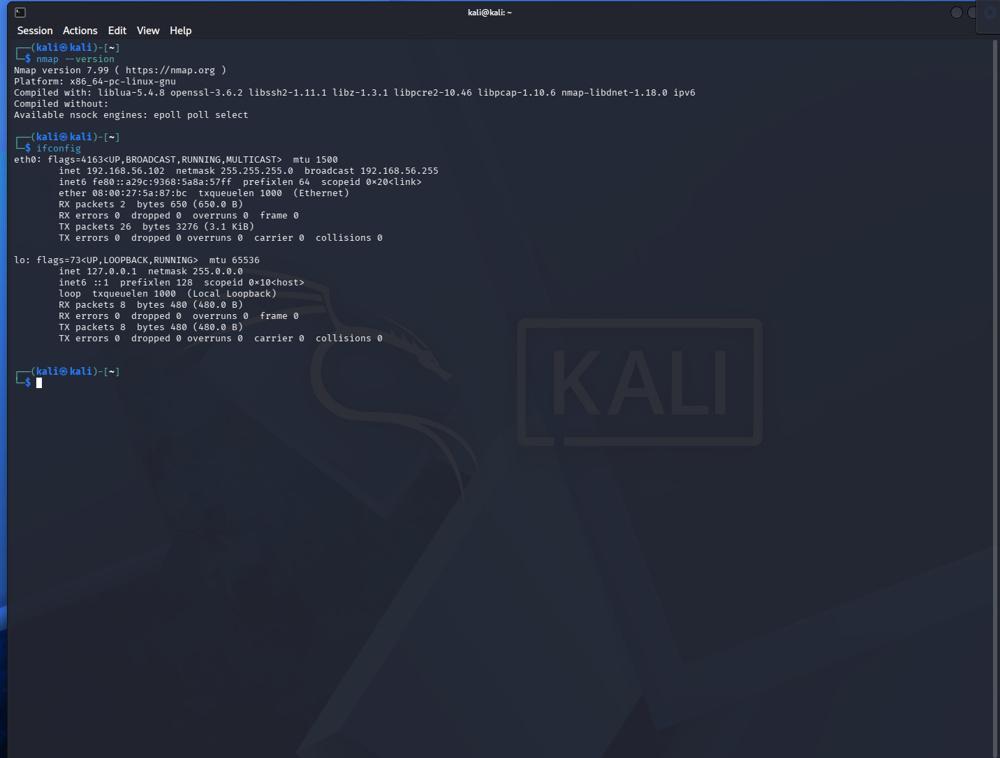 kali@kali: ~
Session Actions Edit View Help
┌──(kali㉿kali)-[~]
└─$ nmap --version
Nmap version 7.99 ( https://nmap.org )
Platform: x86_64-pc-linux-gnu
Compiled with: liblua-5.4.8 openssl-3.6.2 libssh2-1.11.1 libz-1.3.1 libpcre2-10.46 libpcap-1.10.6 nmap-libdnet-1.18.0 ipv6
Compiled without:
Available nsock engines: epoll poll select
┌──(kali㉿kali)-[~]
└─$ ifconfig
eth0: flags=4163<UP,BROADCAST,RUNNING,MULTICAST>  mtu 1500
        inet 192.168.56.102  netmask 255.255.255.0  broadcast 192.168.56.255
        inet6 fe80::a29c:9368:5a8a:57ff  prefixlen 64  scopeid 0x20<link>
        ether 08:00:27:5a:87:bc  txqueuelen 1000  (Ethernet)
        RX packets 2  bytes 650 (650.0 B)
        RX errors 0  dropped 0  overruns 0  frame 0
        TX packets 26  bytes 3276 (3.1 KiB)
        TX errors 0  dropped 0 overruns 0  carrier 0  collisions 0
lo: flags=73<UP,LOOPBACK,RUNNING>  mtu 65536
        inet 127.0.0.1  netmask 255.0.0.0
        inet6 ::1  prefixlen 128  scopeid 0x10<host>
        loop  txqueuelen 1000  (Local Loopback)
        RX packets 8  bytes 480 (480.0 B)
        RX errors 0  dropped 0  overruns 0  frame 0
        TX packets 8  bytes 480 (480.0 B)
        TX errors 0  dropped 0 overruns 0  carrier 0  collisions 0
┌──(kali㉿kali)-[~]
└─$
KALI